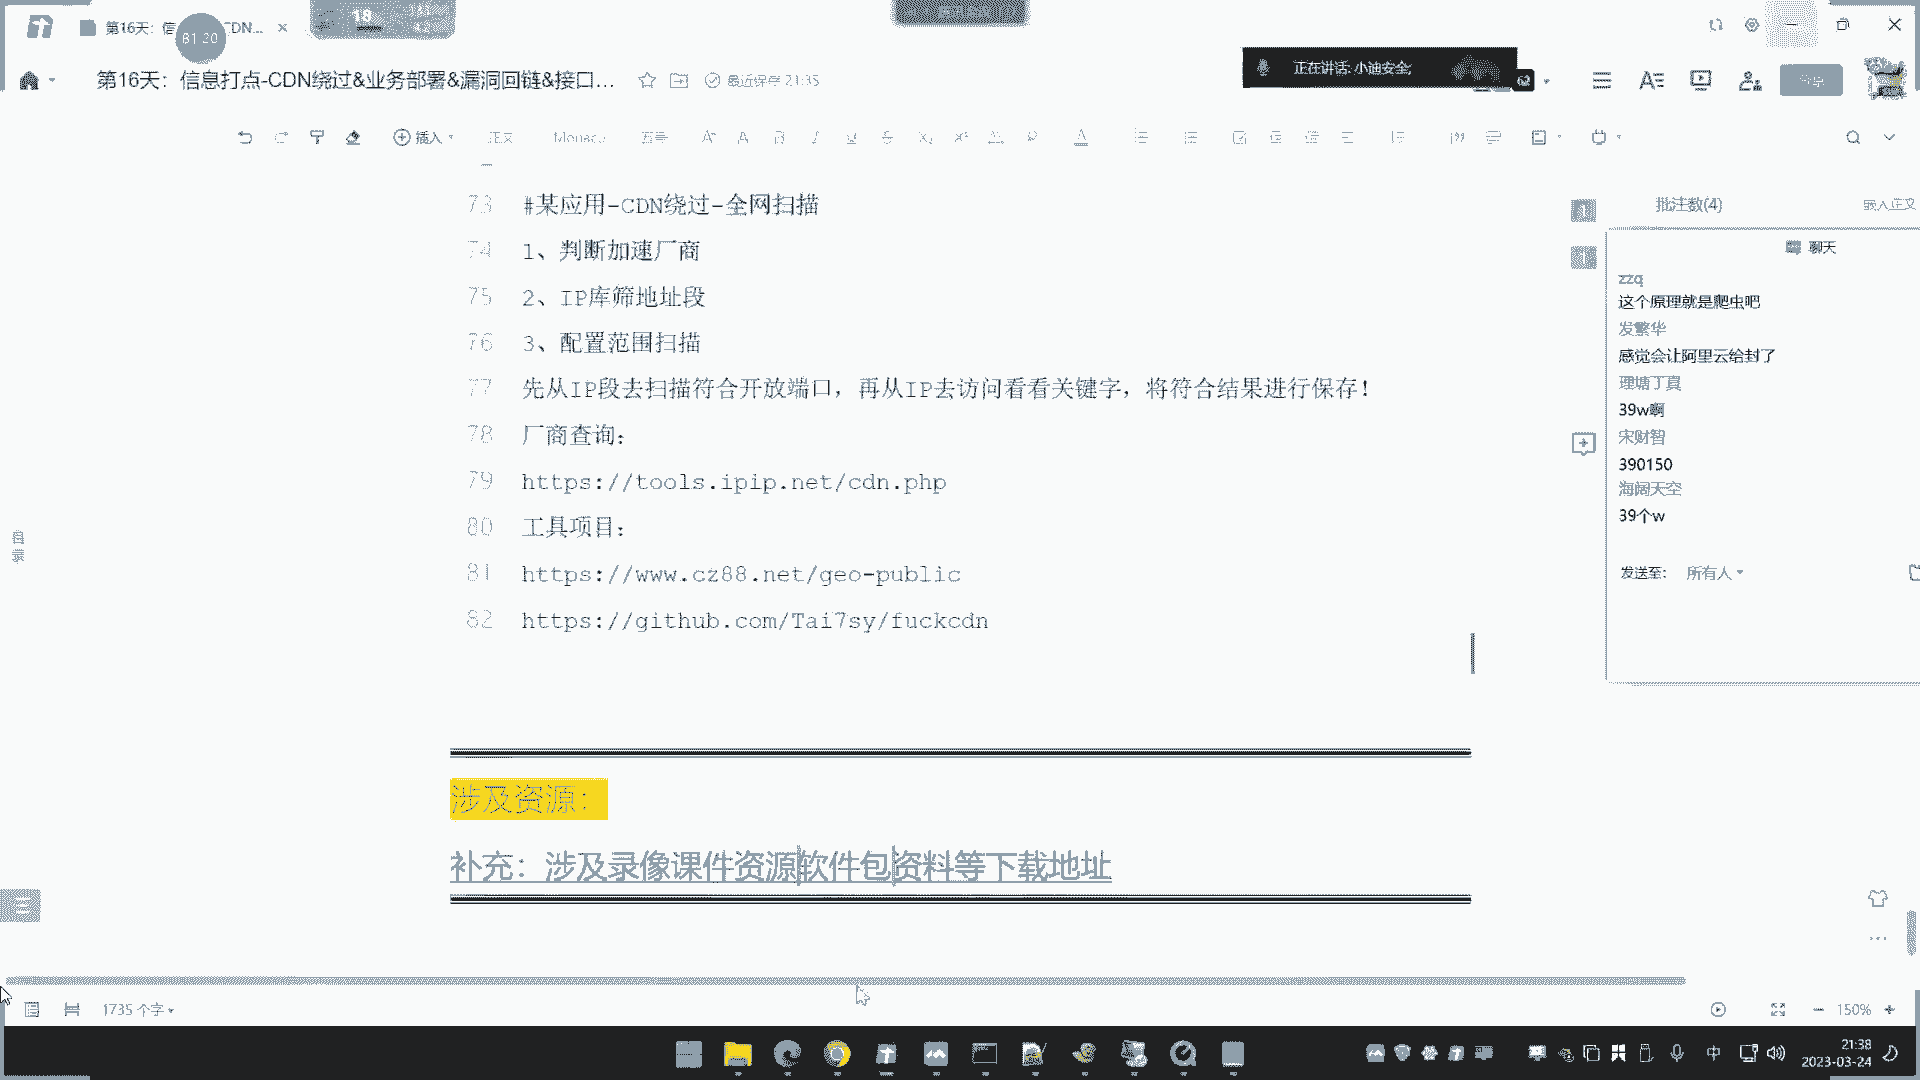 第16天：信
DN...
81:20
18
第16天：信息打点-CDN绕过&业务部署&漏洞回链&接口...
最近保存 21:35
正在讲话: 小迪安全;
插入
正文
五号
73 #某应用-CDN绕过-全网扫描
74 1、判断加速厂商
75 2、IP库筛地址段
76 3、配置范围扫描
77 先从IP段去扫描符合开放端口，再从IP去访问看看关键字，将符合结果进行保存！
78 厂商查询：
79 https://tools.ipip.net/cdn.php
80 工具项目：
81 https://www.cz88.net/geo-public
82 https://github.com/Tai7sy/fuckcdn
涉及资源：
补充：涉及录像课件资源软件包资料等下载地址
目录
批注数(4)
嵌入正文
聊天
zzq
这个原理就是爬虫吧
发繁华
感觉会让阿里云给封了
理塘丁真
39w啊
宋财智
390150
海阔天空
39个w
发送至: 所有人
1735 个字
150%
中
21:38
2023-03-24